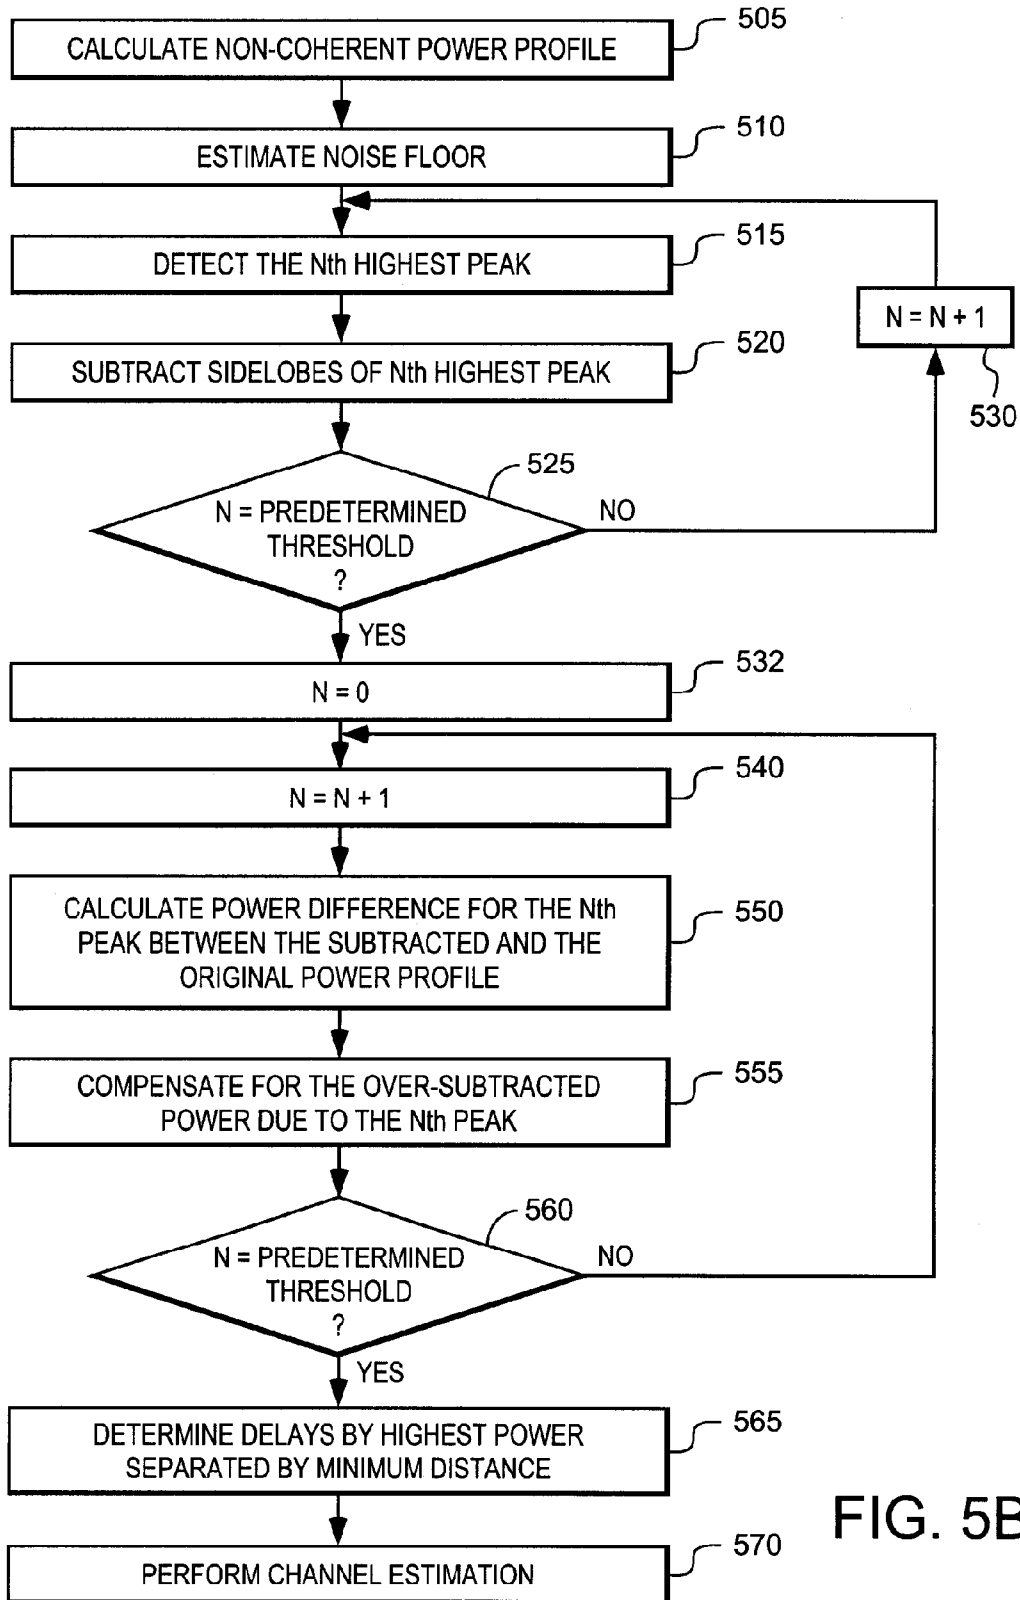 CALCULATE NON-COHERENT POWER PROFILE
505
ESTIMATE NOISE FLOOR
510
DETECT THE Nth HIGHEST PEAK
515
N = N + 1
530
SUBTRACT SIDELOBES OF Nth HIGHEST PEAK
520
525
N = PREDETERMINED
THRESHOLD
?
NO
YES
N = 0
532
N = N + 1
540
CALCULATE POWER DIFFERENCE FOR THE Nth
PEAK BETWEEN THE SUBTRACTED AND THE
ORIGINAL POWER PROFILE
550
COMPENSATE FOR THE OVER-SUBTRACTED
POWER DUE TO THE Nth PEAK
555
560
N = PREDETERMINED
THRESHOLD
?
NO
YES
DETERMINE DELAYS BY HIGHEST POWER
SEPARATED BY MINIMUM DISTANCE
565
PERFORM CHANNEL ESTIMATION
570
FIG. 5B